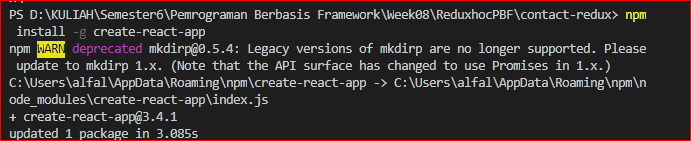 PS D:\KULIAH\Semester6\Pemrograman Berbasis Framework\Week08\ReduxhocPBF\contact-redux> npm
install -g create-react-app
npm WARN deprecated mkdirp@0.5.4: Legacy versions of mkdirp are no longer supported. Please
update to mkdirp 1.x. (Note that the API surface has changed to use Promises in 1.x.)
C:\Users\alfal\AppData\Roaming\npm\create-react-app -> C:\Users\alfal\AppData\Roaming\npm\n
ode_modules\create-react-app\index.js
+ create-react-app@3.4.1
updated 1 package in 3.085s